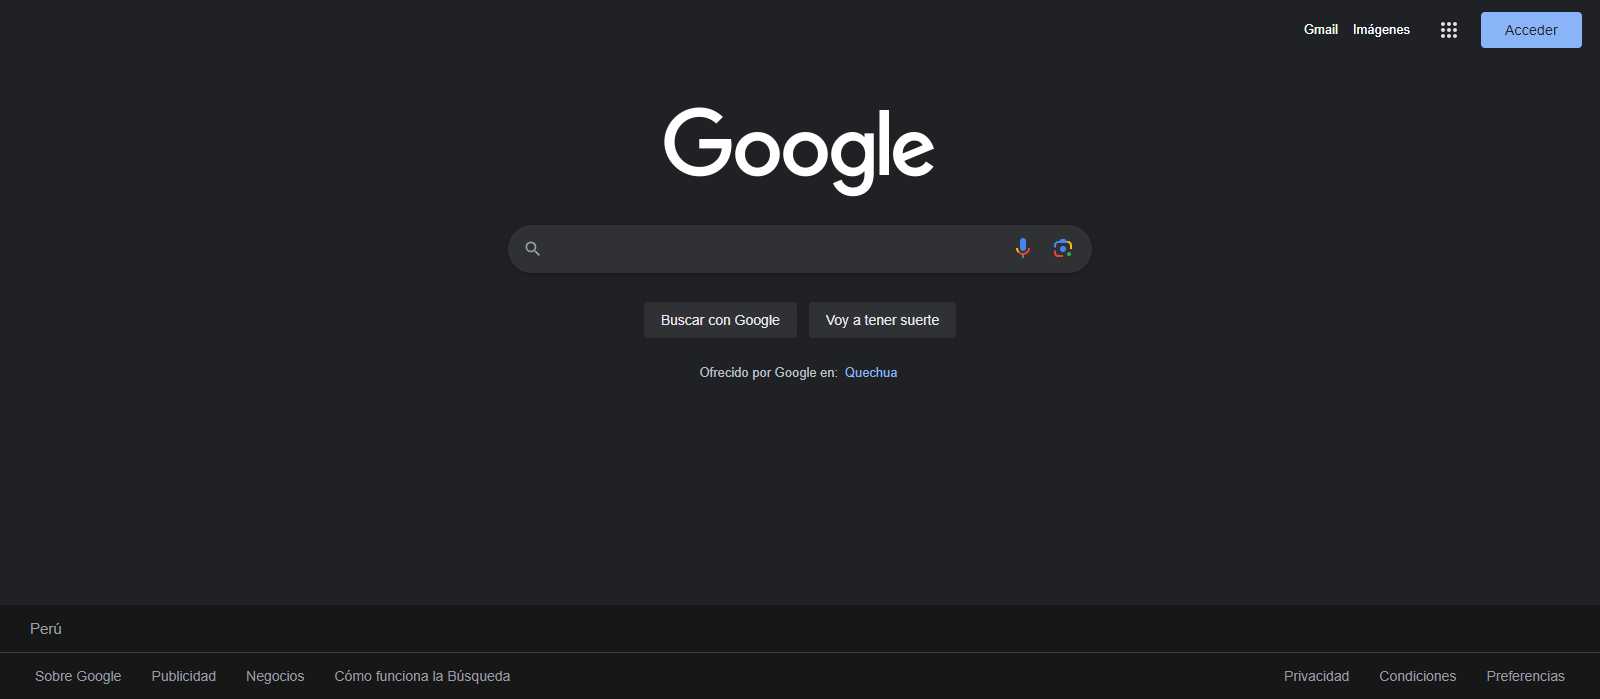 Gmail Imágenes Acceder
Google
Buscar con Google Voy a tener suerte
Ofrecido por Google en: Quechua
Perú
Sobre Google Publicidad Negocios Cómo funciona la Búsqueda Privacidad Condiciones Preferencias